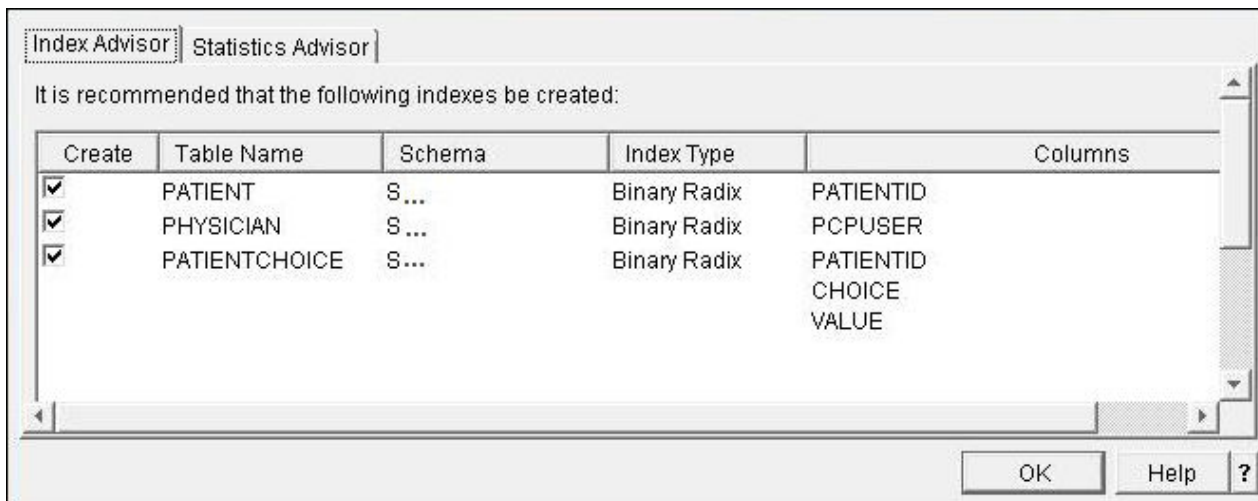 Index Advisor Statistics Advisor
It is recommended that the following indexes be created:
Create Table Name Schema Index Type Columns
PATIENT S... Binary Radix PATIENTID
PHYSICIAN S... Binary Radix PCPUSER
PATIENTCHOICE S... Binary Radix PATIENTID
CHOICE
VALUE
OK Help ?